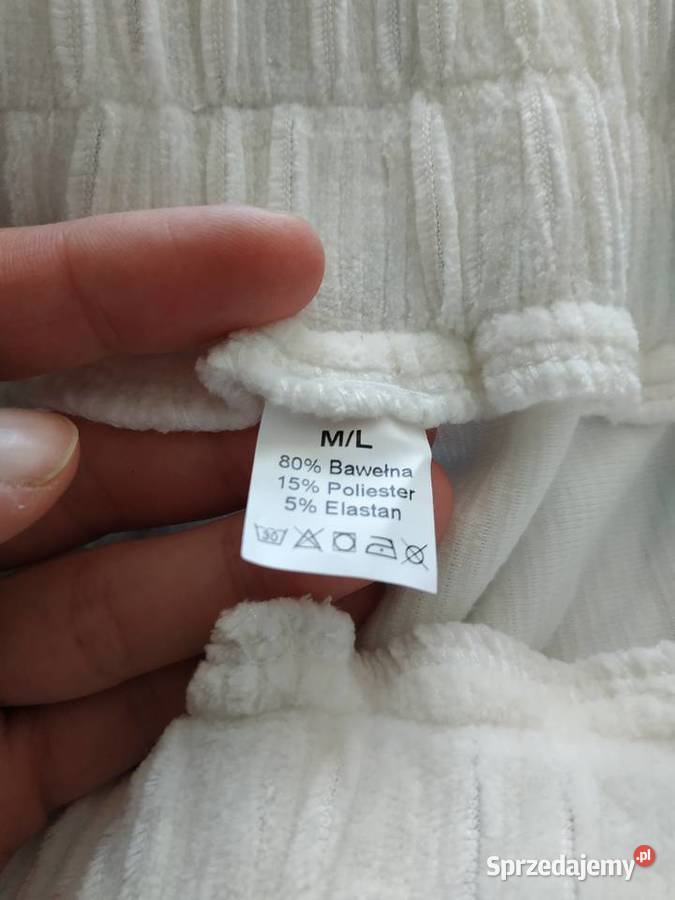 M/L
80% Bawełna
15% Poliester
5% Elastan
30
Sprzedajemy.pl